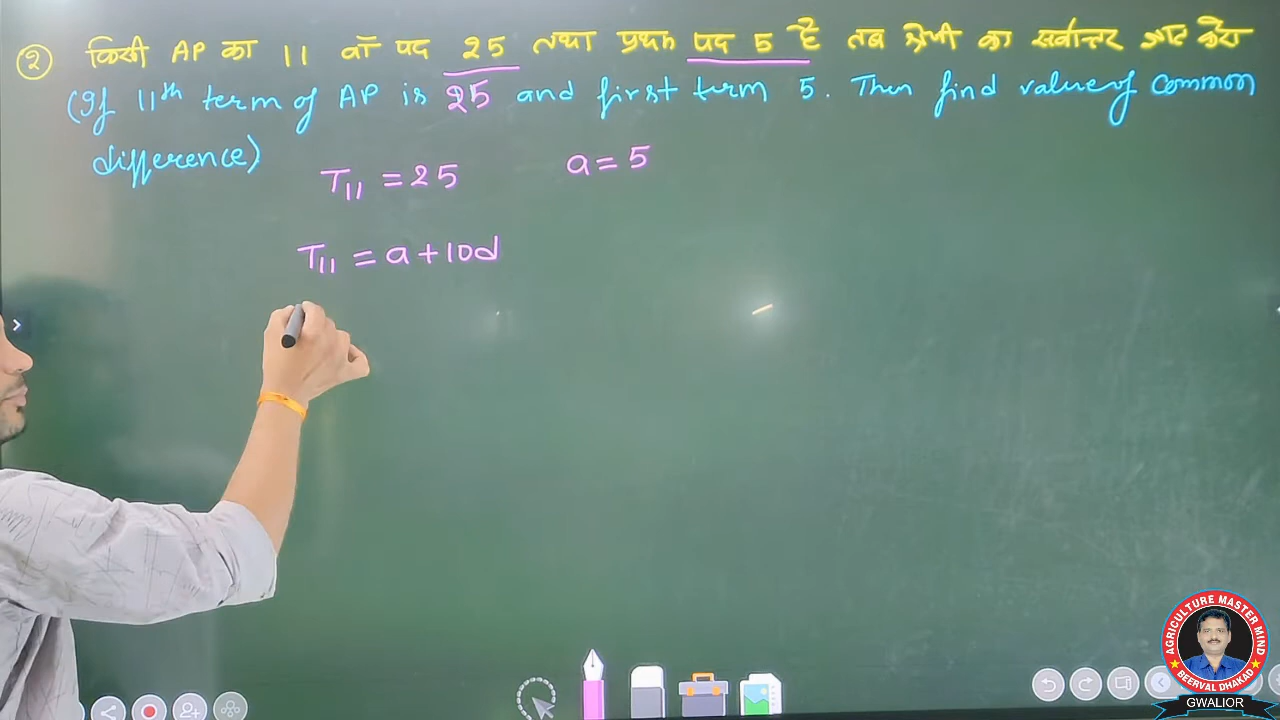 ② किसी AP का 11 वाँ पद 25 तथा प्रथम पद 5 है तब श्रेणी का सर्वान्तर ज्ञात करो
(If 11th term of AP is 25 and first term 5. Then find value of common
difference)
T11 = 25 a = 5
T11 = a + 10d
AGRICULTURE MASTER MIND
BEERVAL DHAKAD
GWALIOR